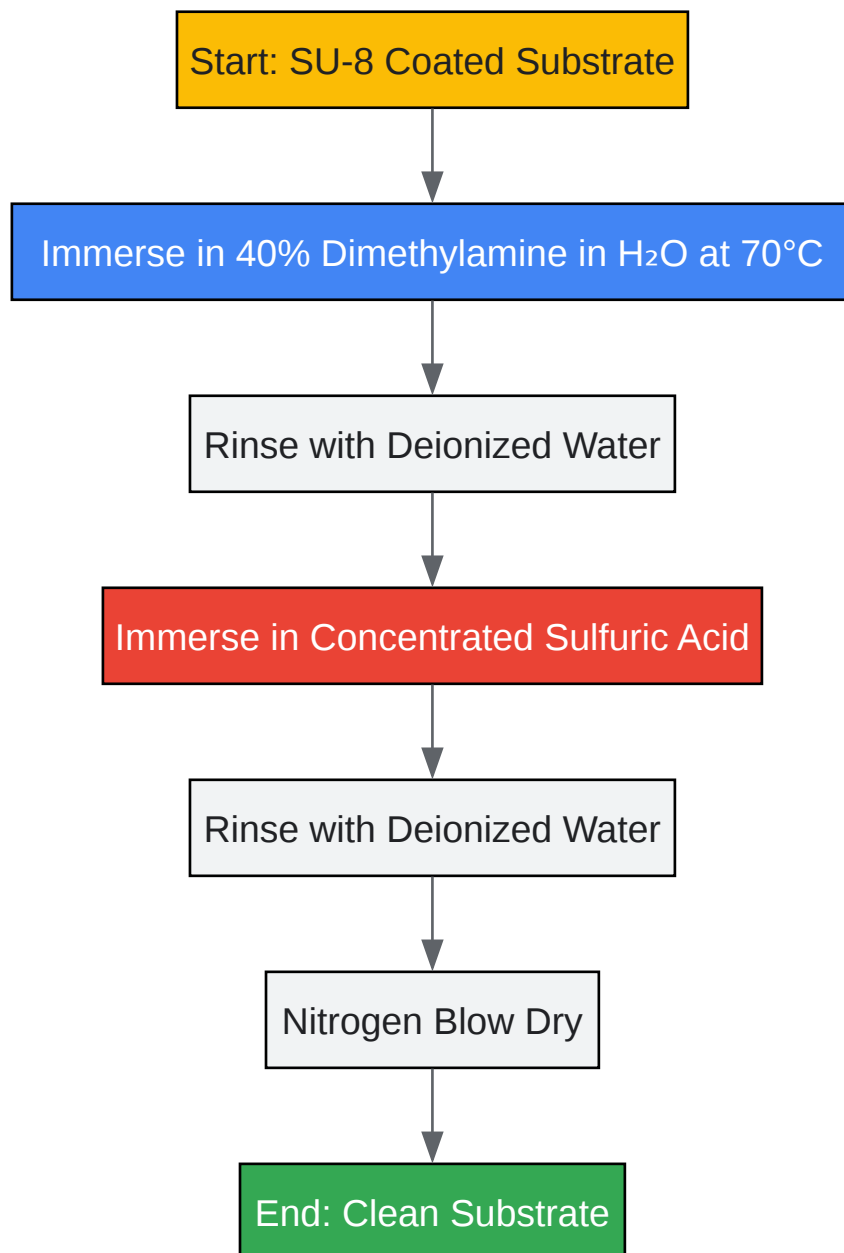 Start: SU-8 Coated Substrate
Immerse in 40% Dimethylamine in H₂O at 70°C
Rinse with Deionized Water
Immerse in Concentrated Sulfuric Acid
Rinse with Deionized Water
Nitrogen Blow Dry
End: Clean Substrate